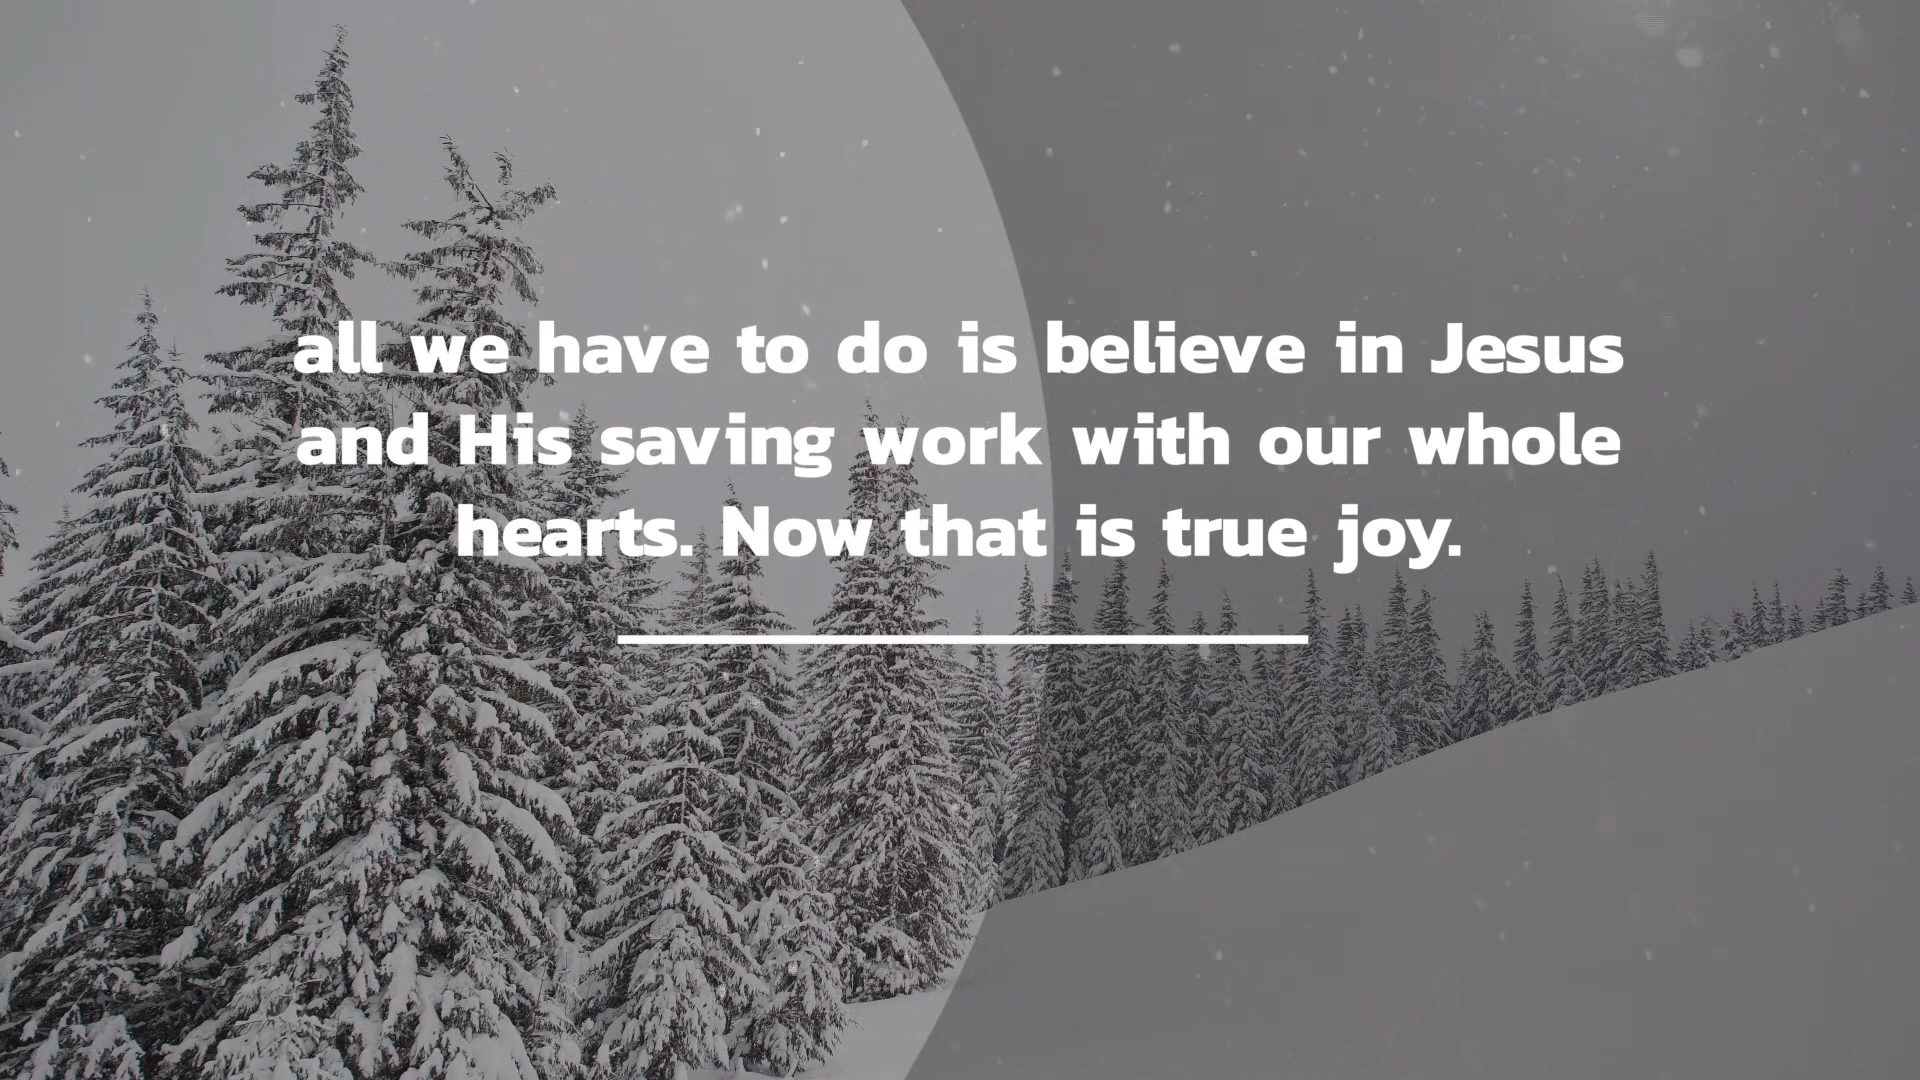 all we have to do is believe in Jesus
and His saving work with our whole
hearts. Now that is true joy.